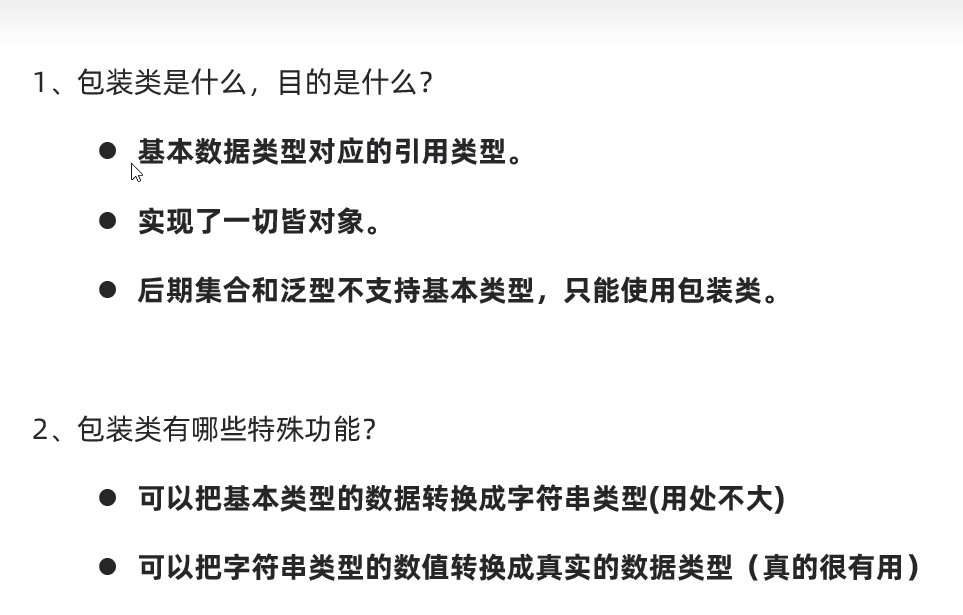 1、包装类是什么，目的是什么？
● 基本数据类型对应的引用类型。
● 实现了一切皆对象。
● 后期集合和泛型不支持基本类型，只能使用包装类。
2、包装类有哪些特殊功能？
● 可以把基本类型的数据转换成字符串类型(用处不大)
● 可以把字符串类型的数值转换成真实的数据类型（真的很有用）